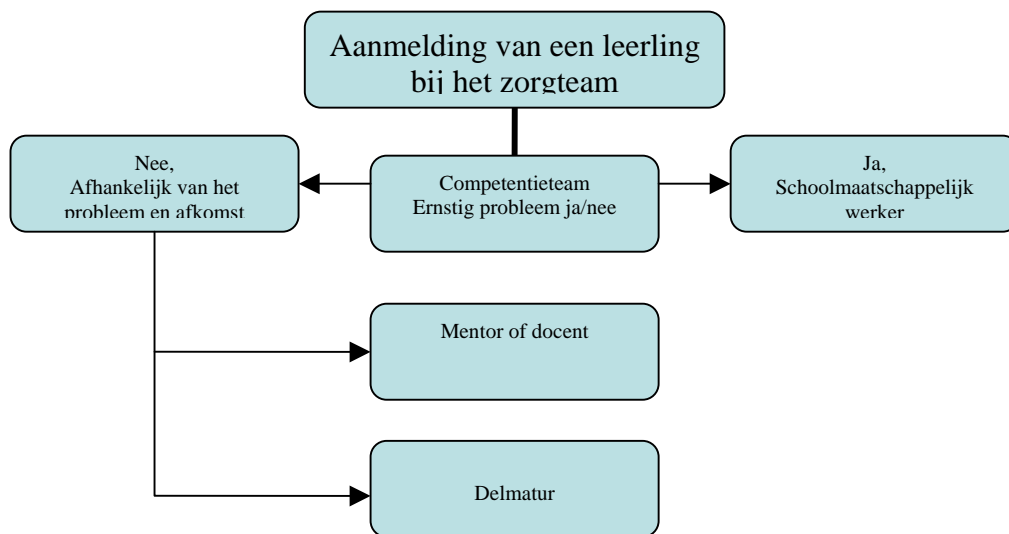 Aanmelding van een leerling
bij het zorgteam
Nee,
Afhankelijk van het
probleem en afkomst
Competentieteam
Ernstig probleem ja/nee
Ja,
Schoolmaatschappelijk
werker
Mentor of docent
Delmatur